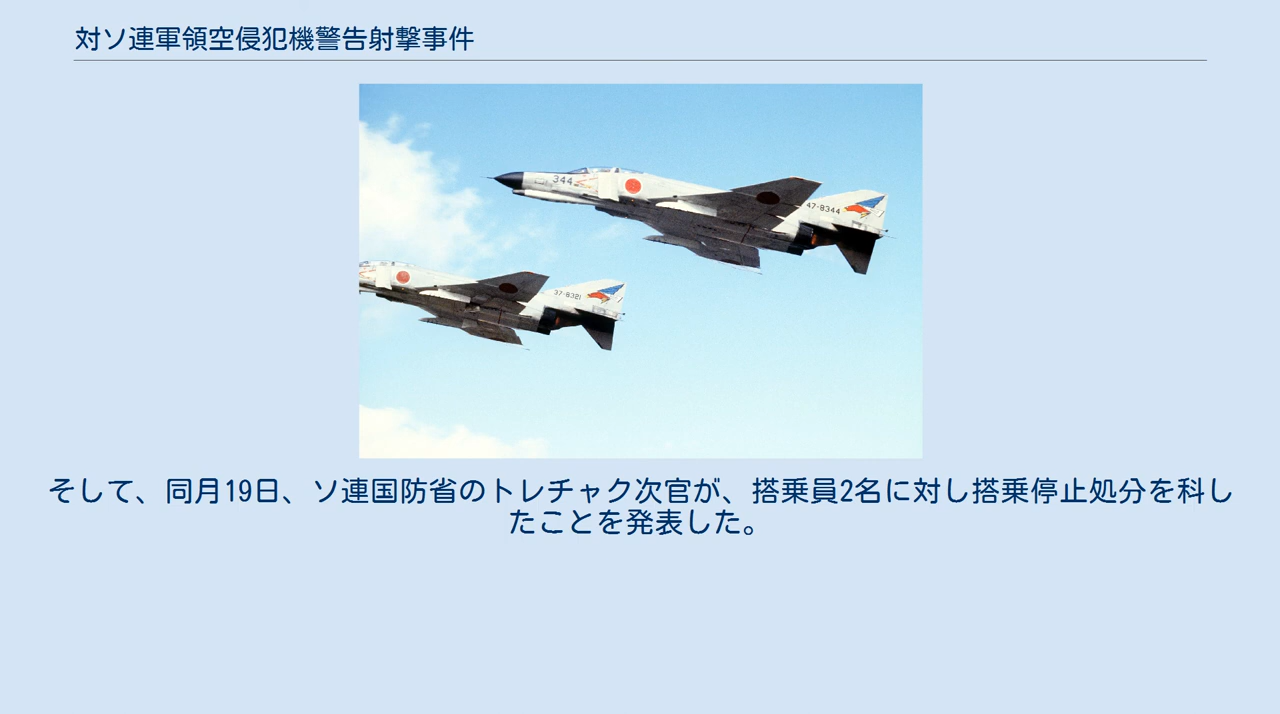 対ソ連軍領空侵犯機警告射撃事件
344
47-8344
37-8321
そして、同月19日、ソ連国防省のトレチャク次官が、搭乗員2名に対し搭乗停止処分を科し
たことを発表した。